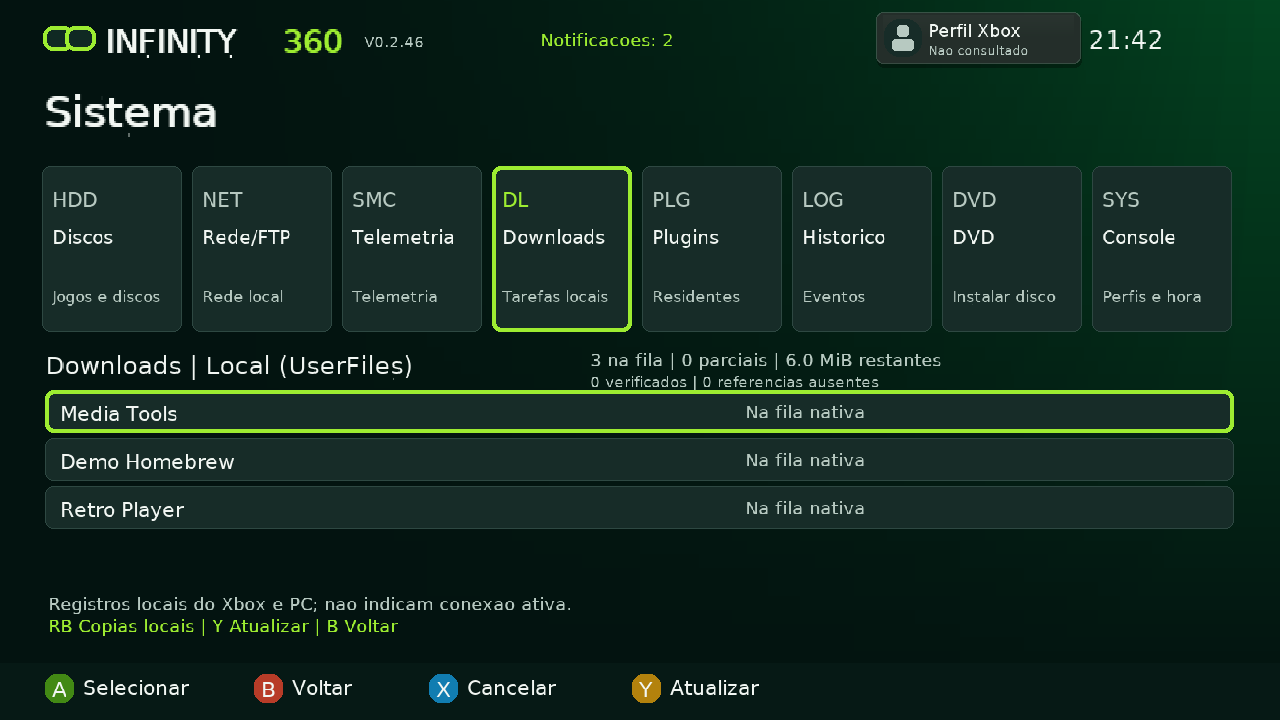 INFINITY 360 V0.2.46 Notificacoes: 2 Perfil Xbox 21:42
Nao consultado
Sistema
HDD NET SMC DL PLG LOG DVD SYS
Discos Rede/FTP Telemetria Downloads Plugins Historico DVD Console
Jogos e discos Rede local Telemetria Tarefas locais Residentes Eventos Instalar disco Perfis e hora
Downloads | Local (UserFiles) 3 na fila | 0 parciais | 6.0 MiB restantes
0 verificados | 0 referencias ausentes
Media Tools Na fila nativa
Demo Homebrew Na fila nativa
Retro Player Na fila nativa
Registros locais do Xbox e PC; nao indicam conexao ativa.
RB Copias locais | Y Atualizar | B Voltar
A Selecionar B Voltar X Cancelar Y Atualizar